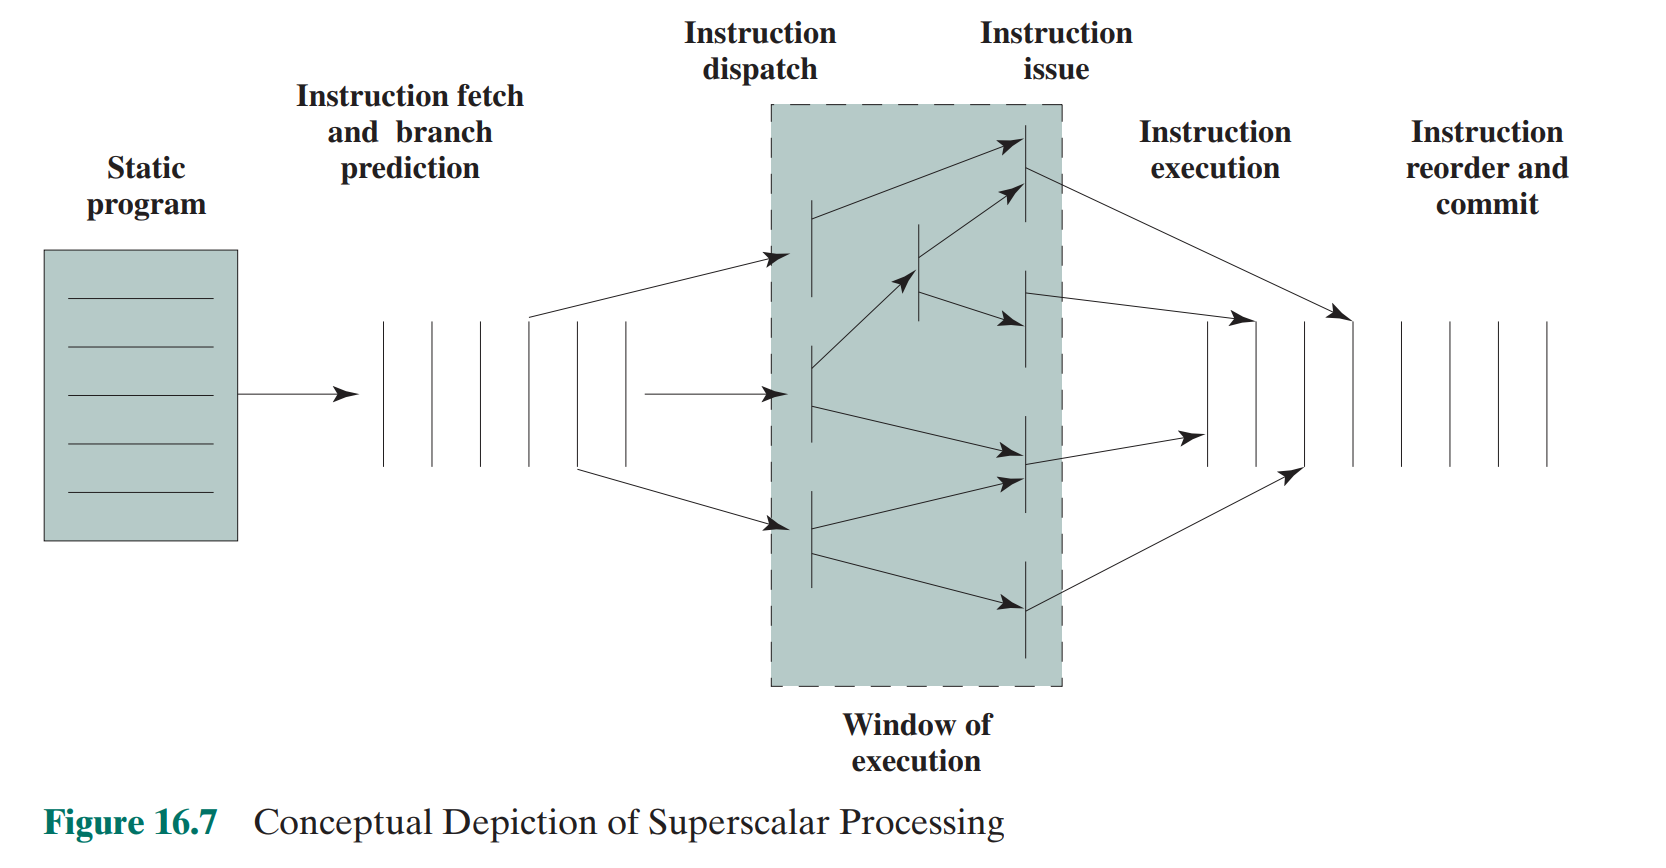 Static
program
Instruction fetch
and branch
prediction
Instruction
dispatch
Instruction
issue
Instruction
execution
Instruction
reorder and
commit
Window of
execution
Figure 16.7 Conceptual Depiction of Superscalar Processing